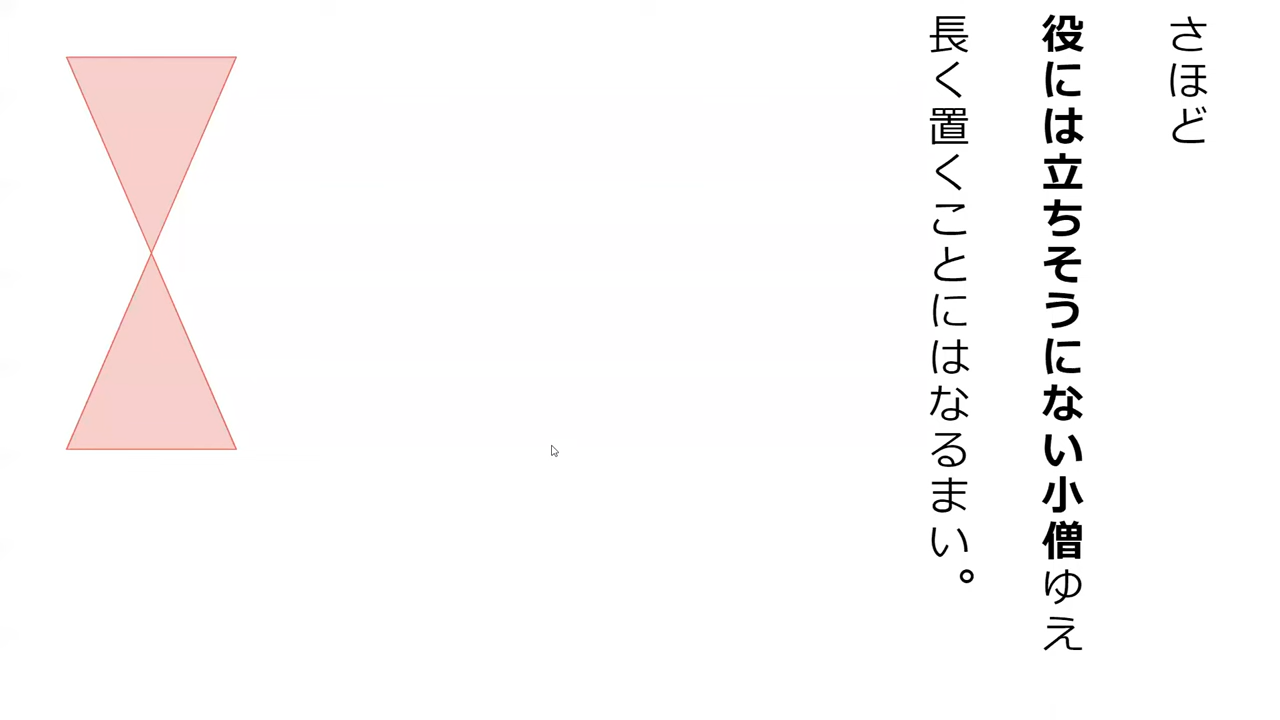 さほど
役には立ちそうにない小僧ゆえ
長く置くことにはなるまい。